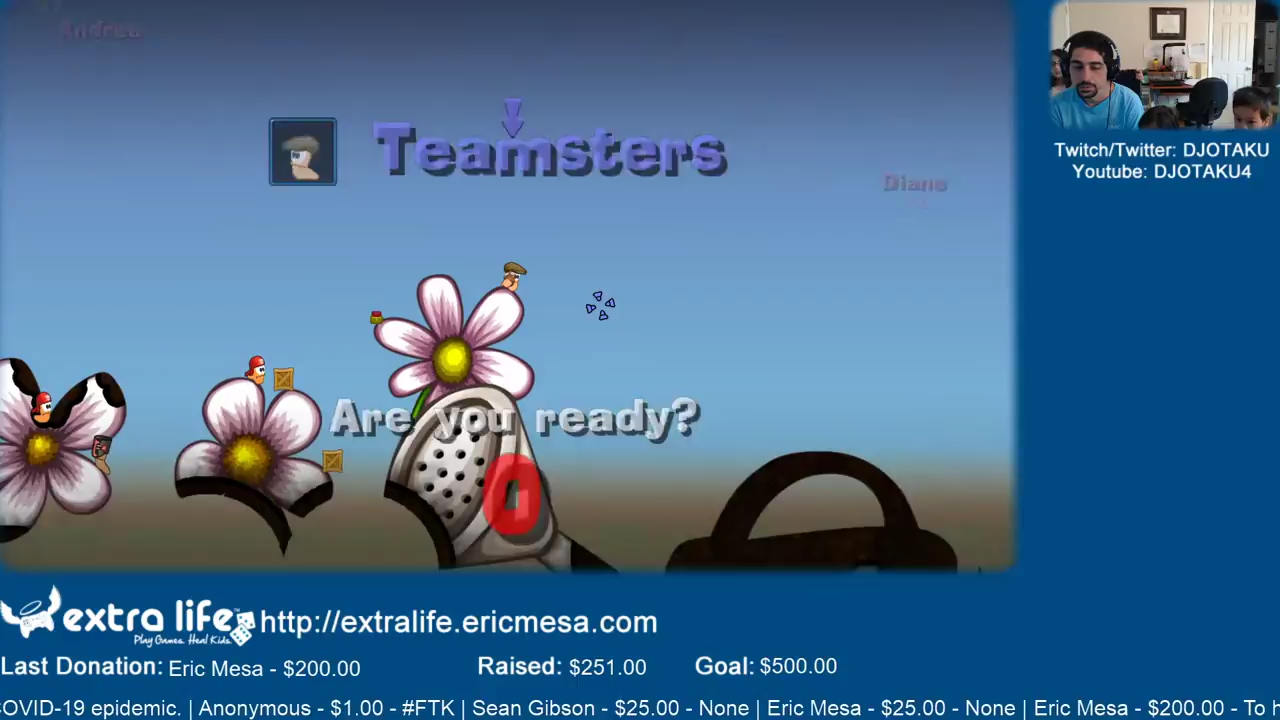 Andrea
Teamsters
Diane
Are you ready?
0
Twitch/Twitter: DJOTAKU
Youtube: DJOTAKU4
extra life
Play Games. Heal Kids.
http://extralife.ericmesa.com
Last Donation: Eric Mesa - $200.00
Raised: $251.00
Goal: $500.00
COVID-19 epidemic. | Anonymous - $1.00 - #FTK | Sean Gibson - $25.00 - None | Eric Mesa - $25.00 - None | Eric Mesa - $200.00 - To h